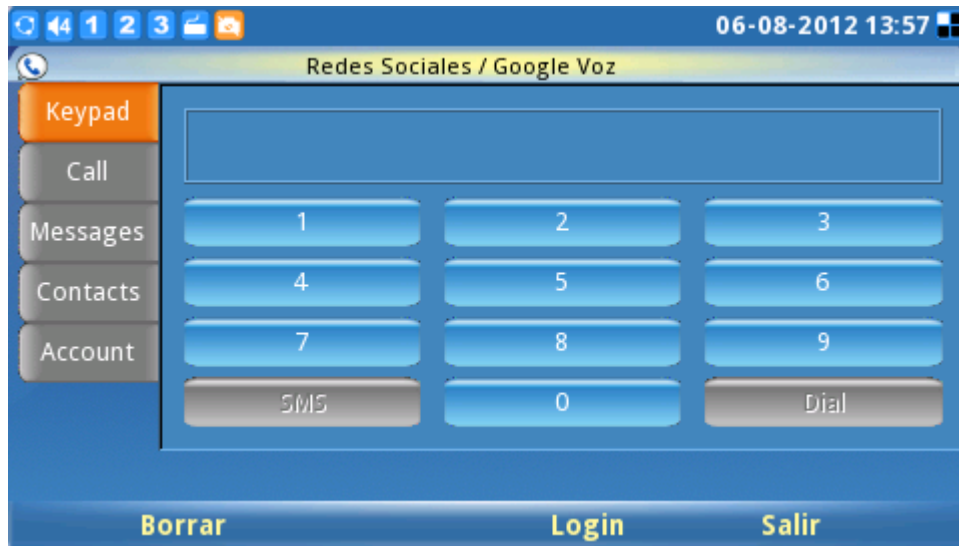 4 1 2 3 06-08-2012 13:57
Redes Sociales / Google Voz
Keypad
Call
Messages
Contacts
Account
1 2 3
4 5 6
7 8 9
SMS 0 Dial
Borrar Login Salir